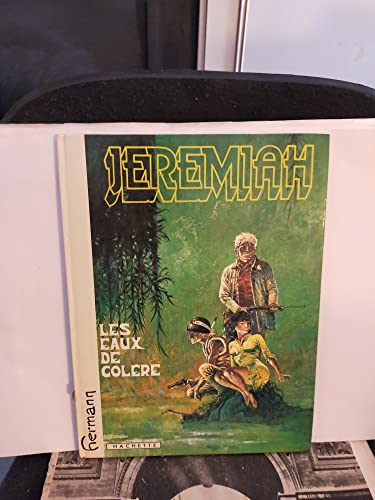 JEREMIAH
LES
EAUX
DE
COLERE
Hermann
HACHETTE